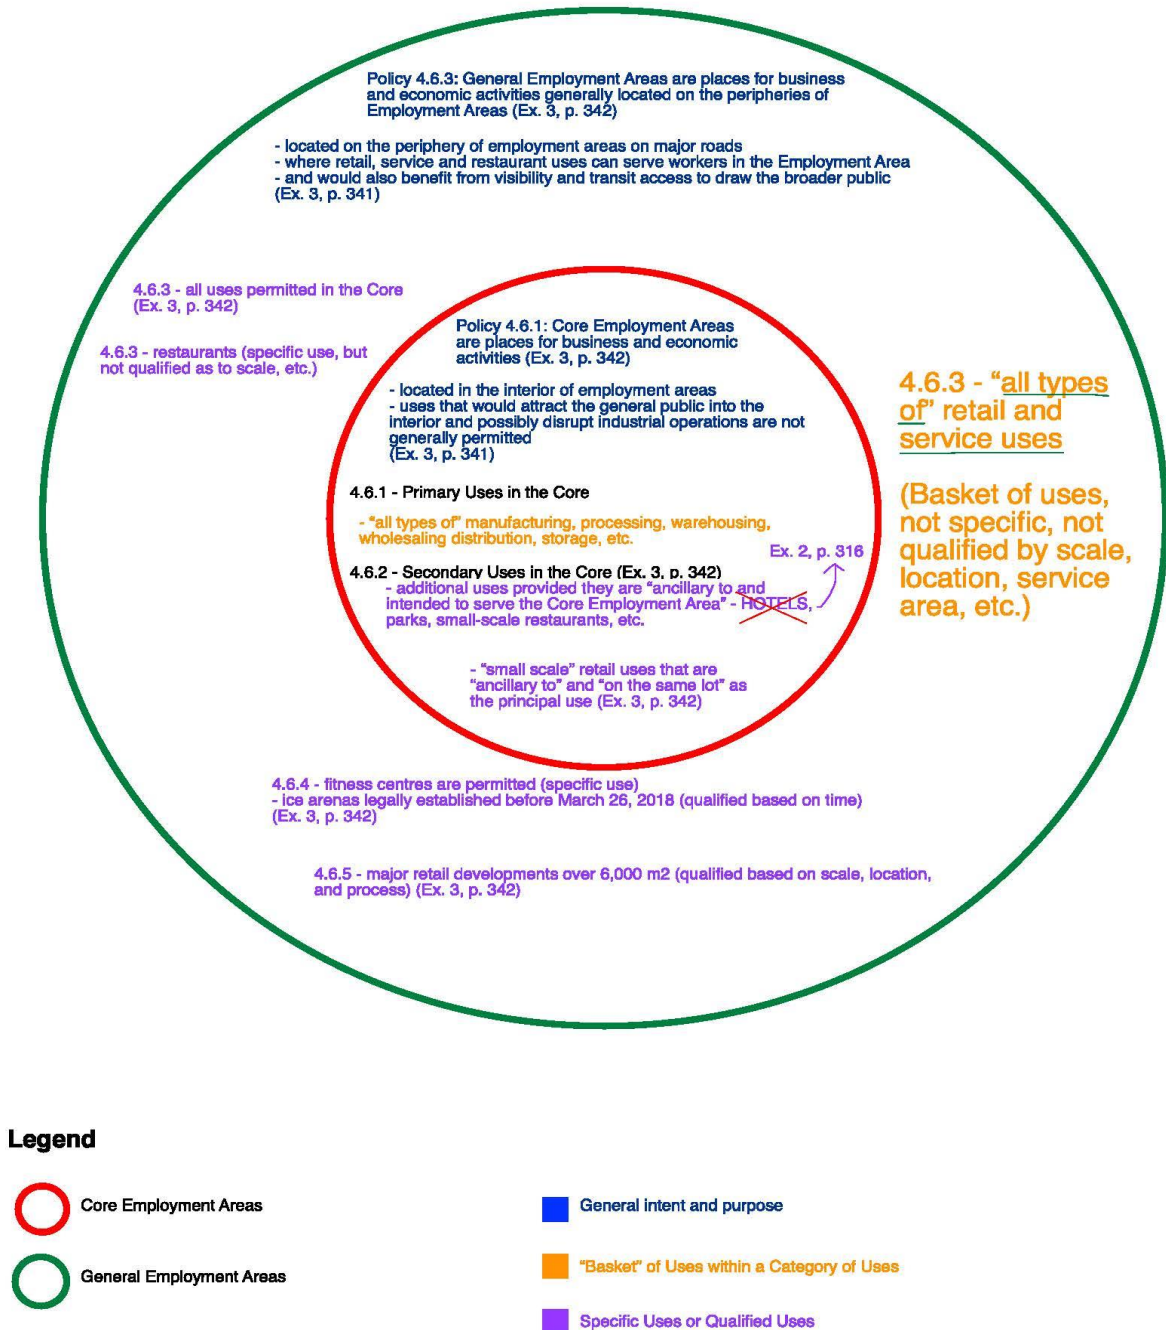 Policy 4.6.3: General Employment Areas are places for business
and economic activities generally located on the peripheries of
Employment Areas (Ex. 3, p. 342)
- located on the periphery of employment areas on major roads
- where retail, service and restaurant uses can serve workers in the Employment Area
- and would also benefit from visibility and transit access to draw the broader public
(Ex. 3, p. 341)
4.6.3 - all uses permitted in the Core
(Ex. 3, p. 342)
4.6.3 - restaurants (specific use, but
not qualified as to scale, etc.)
Policy 4.6.1: Core Employment Areas
are places for business and economic
activities (Ex. 3, p. 342)
- located in the interior of employment areas
- uses that would attract the general public into the
interior and possibly disrupt industrial operations are not
generally permitted
(Ex. 3, p. 341)
4.6.1 - Primary Uses in the Core
- "all types of" manufacturing, processing, warehousing,
wholesaling distribution, storage, etc.
Ex. 2, p. 316
4.6.2 - Secondary Uses in the Core (Ex. 3, p. 342)
- additional uses provided they are "ancillary to and
intended to serve the Core Employment Area" - HOTELS,
parks, small-scale restaurants, etc.
- "small scale" retail uses that are
"ancillary to" and "on the same lot" as
the principal use (Ex. 3, p. 342)
4.6.3 - "all types
of" retail and
service uses
(Basket of uses,
not specific, not
qualified by scale,
location, service
area, etc.)
4.6.4 - fitness centres are permitted (specific use)
- ice arenas legally established before March 26, 2018 (qualified based on time)
(Ex. 3, p. 342)
4.6.5 - major retail developments over 6,000 m2 (qualified based on scale, location,
and process) (Ex. 3, p. 342)
Legend
Core Employment Areas
General Employment Areas
General intent and purpose
"Basket" of Uses within a Category of Uses
Specific Uses or Qualified Uses